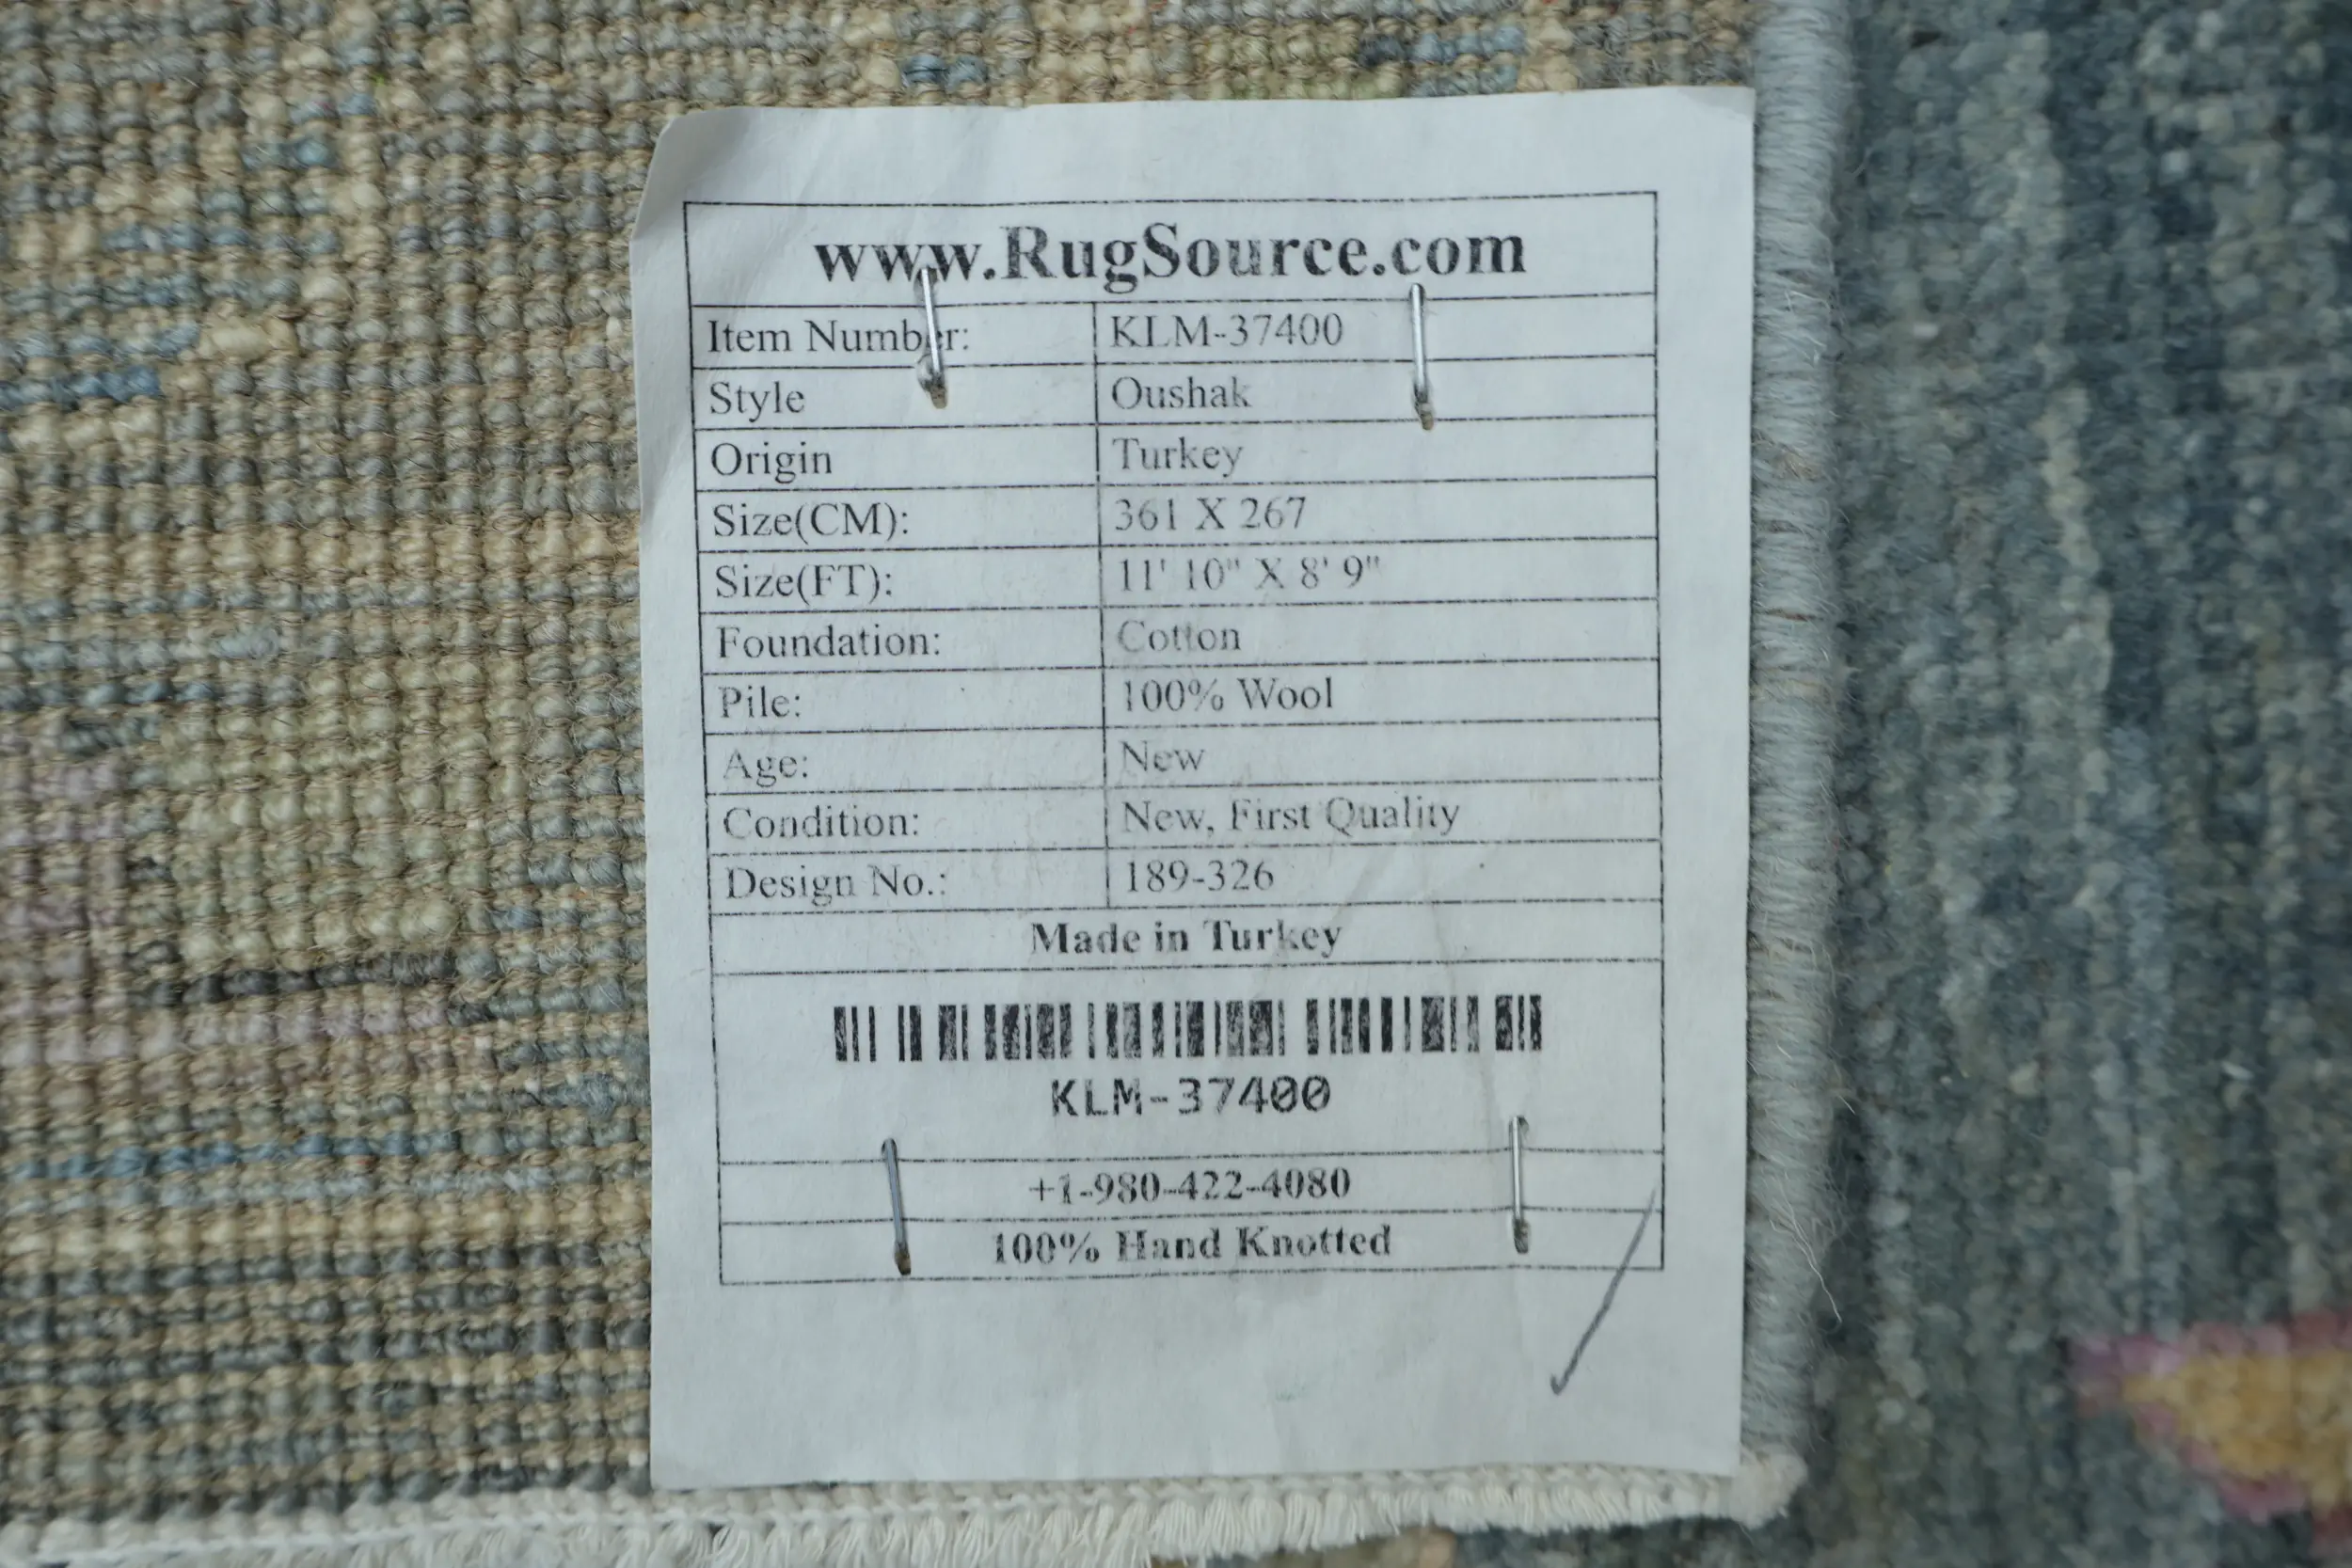 www.RugSource.com
Item Number: KLM-37400
Style Oushak
Origin Turkey
Size(CM): 361 X 267
Size(FT): 11' 10" X 8' 9"
Foundation: Cotton
Pile: 100% Wool
Age: New
Condition: New, First Quality
Design No.: 189-326
Made in Turkey
KLM-37400
+1-980-422-4080
100% Hand Knotted